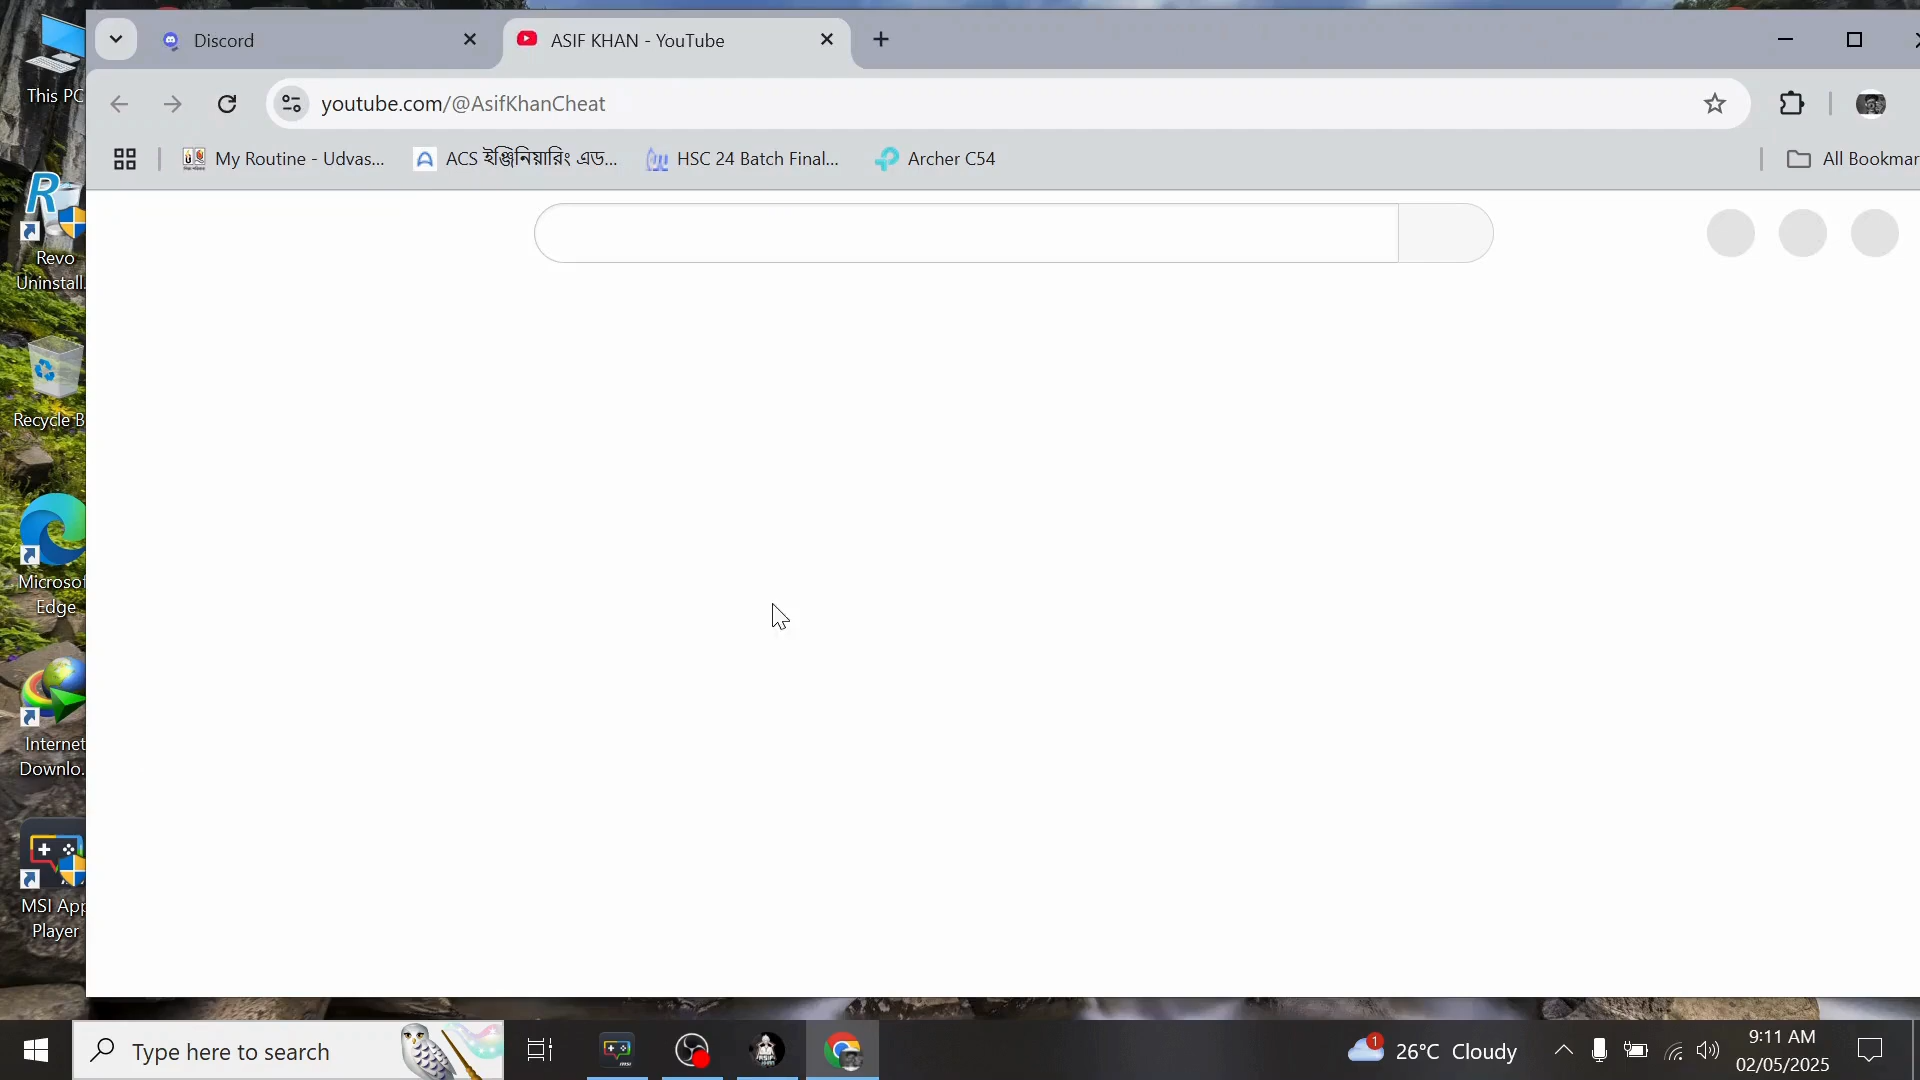 Discord
ASIF KHAN - YouTube
youtube.com/@AsifKhanCheat
My Routine - Udvas...
ACS ইঞ্জিনিয়ারিং এড...
HSC 24 Batch Final...
Archer C54
All Bookmar
This PC
Revo
Uninstall.
Recycle B
Microsof
Edge
Internet
Downlo.
MSI App
Player
Type here to search
1
26°C Cloudy
9:11 AM
02/05/2025